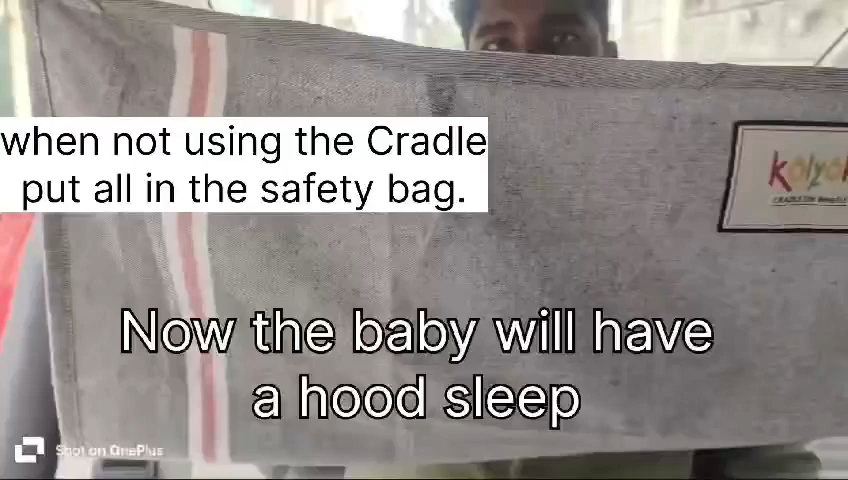 when not using the Cradle
put all in the safety bag.
Now the baby will have
a hood sleep
Shot on OnePlus